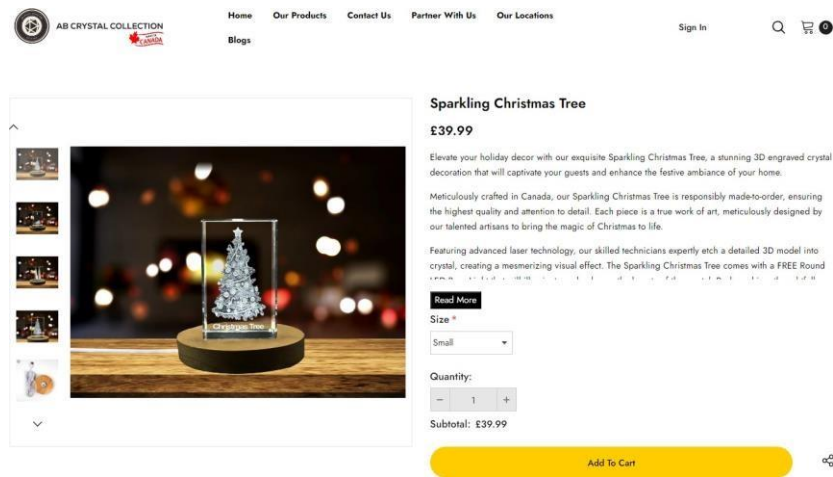 AB CRYSTAL COLLECTION
CANADA
Home Our Products Contact Us Partner With Us Our Locations
Blogs
Sign In
0
Sparkling Christmas Tree
£39.99
Elevate your holiday decor with our exquisite Sparkling Christmas Tree, a stunning 3D engraved crystal
decoration that will captivate your guests and enhance the festive ambiance of your home.
Meticulously crafted in Canada, our Sparkling Christmas Tree is responsibly made-to-order, ensuring
the highest quality and attention to detail. Each piece is a true work of art, meticulously designed by
our talented artisans to bring the magic of Christmas to life.
Featuring advanced laser technology, our skilled technicians expertly etch a detailed 3D model into
crystal, creating a mesmerizing visual effect. The Sparkling Christmas Tree comes with a FREE Round
Read More
Size *
Small
Quantity:
− 1 +
Subtotal: £39.99
Add To Cart
Christmas Tree